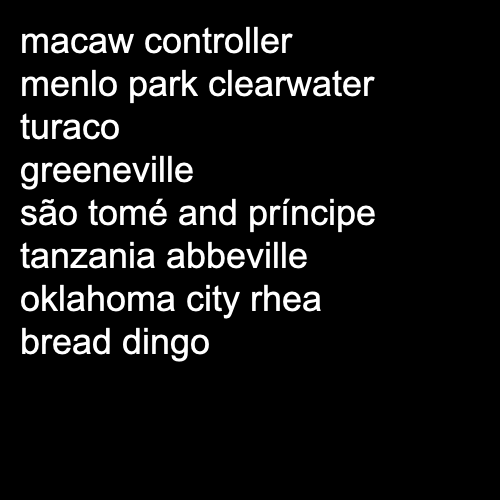 macaw controller
menlo park clearwater
turaco
greeneville
são tomé and príncipe
tanzania abbeville
oklahoma city rhea
bread dingo